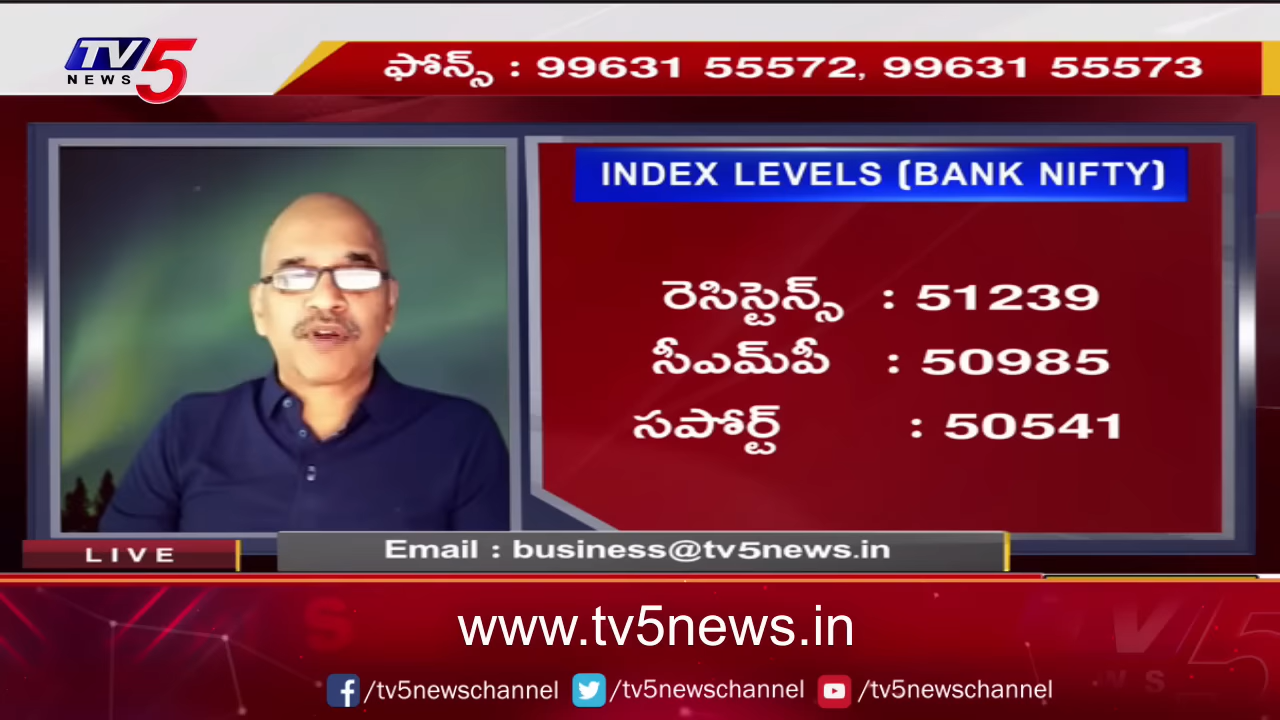 TV5
NEWS
ఫోన్స్ : 99631 55572, 99631 55573
INDEX LEVELS (BANK NIFTY)
రెసిస్టెన్స్ : 51239
సీఎమ్‌పీ : 50985
సపోర్ట్ : 50541
LIVE
Email : business@tv5news.in
www.tv5news.in
/tv5newschannel /tv5newschannel /tv5newschannel